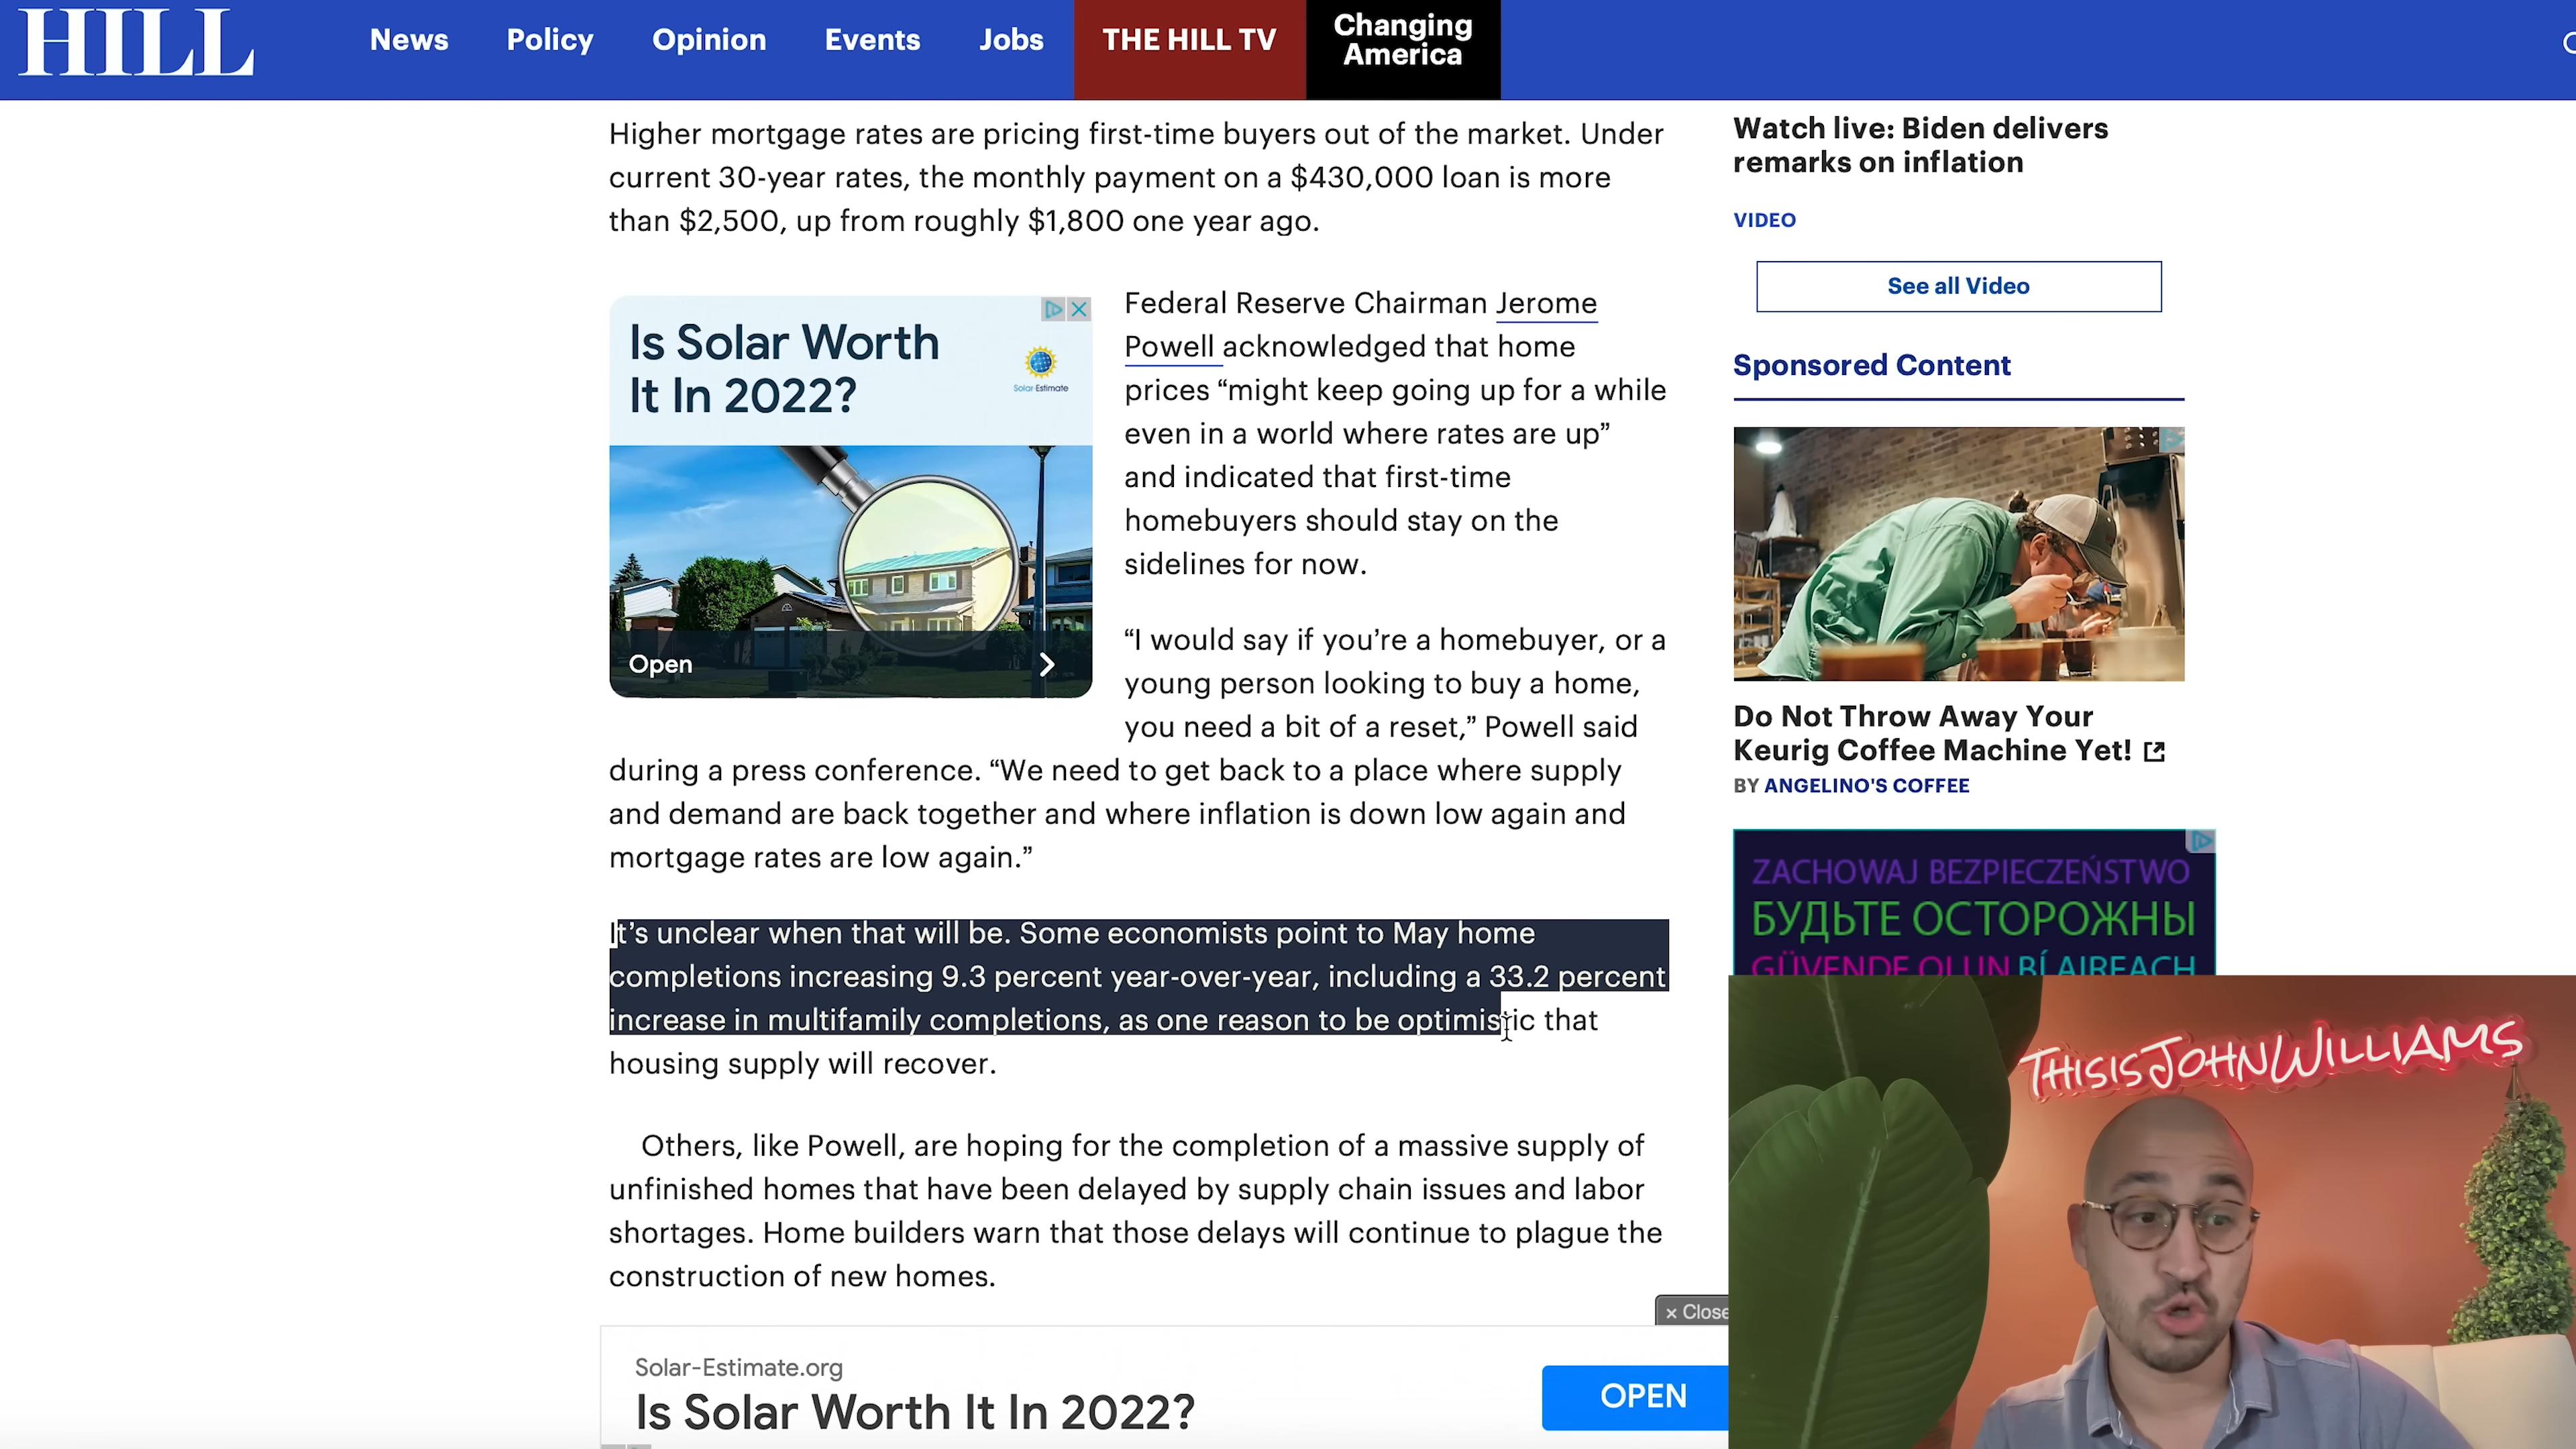 HILL
News
Policy
Opinion
Events
Jobs
THE HILL TV
Changing
America
Higher mortgage rates are pricing first-time buyers out of the market. Under
current 30-year rates, the monthly payment on a $430,000 loan is more
than $2,500, up from roughly $1,800 one year ago.
Is Solar Worth
It In 2022?
Solar-Estimate
Open
Federal Reserve Chairman Jerome
Powell acknowledged that home
prices “might keep going up for a while
even in a world where rates are up”
and indicated that first-time
homebuyers should stay on the
sidelines for now.
“I would say if you’re a homebuyer, or a
young person looking to buy a home,
you need a bit of a reset,” Powell said
during a press conference. “We need to get back to a place where supply
and demand are back together and where inflation is down low again and
mortgage rates are low again.”
It’s unclear when that will be. Some economists point to May home
completions increasing 9.3 percent year-over-year, including a 33.2 percent
increase in multifamily completions, as one reason to be optimistic that
housing supply will recover.
Others, like Powell, are hoping for the completion of a massive supply of
unfinished homes that have been delayed by supply chain issues and labor
shortages. Home builders warn that those delays will continue to plague the
construction of new homes.
× Close
Solar-Estimate.org
Is Solar Worth It In 2022?
OPEN
Watch live: Biden delivers
remarks on inflation
VIDEO
See all Video
Sponsored Content
Do Not Throw Away Your
Keurig Coffee Machine Yet!
BY ANGELINO'S COFFEE
ZACHOWAJ BEZPIECZEŃSTWO
БУДЬТЕ ОСТОРОЖНЫ
GÜVENDE OLUN BÍ AIREACH
THISISJOHNWILLIAMS